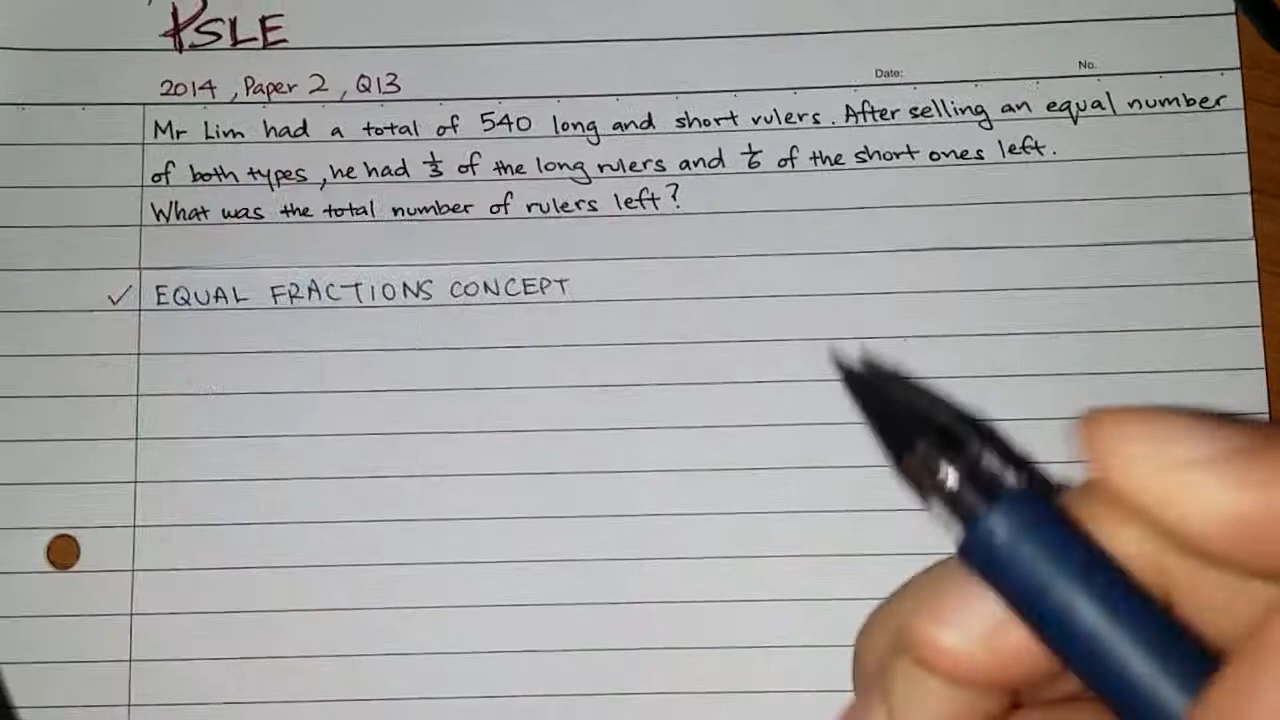 PSLE
2014, Paper 2, Q13
Date:
No.
Mr Lim had a total of 540 long and short rulers. After selling an equal number
of both types, he had 1/3 of the long rulers and 1/6 of the short ones left.
What was the total number of rulers left?
✓ EQUAL FRACTIONS CONCEPT